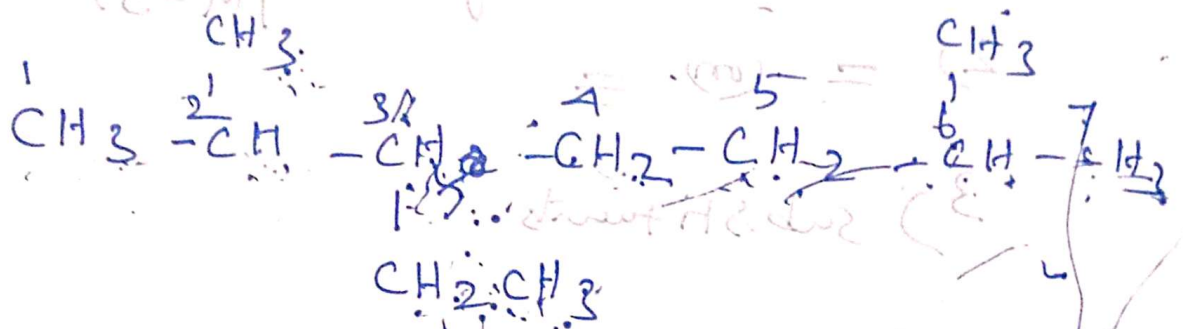 CH3 CH3
1 2 3 4 5 6 7
CH3 - CH - CH - CH2 - CH2 - CH - CH3
CH2CH3